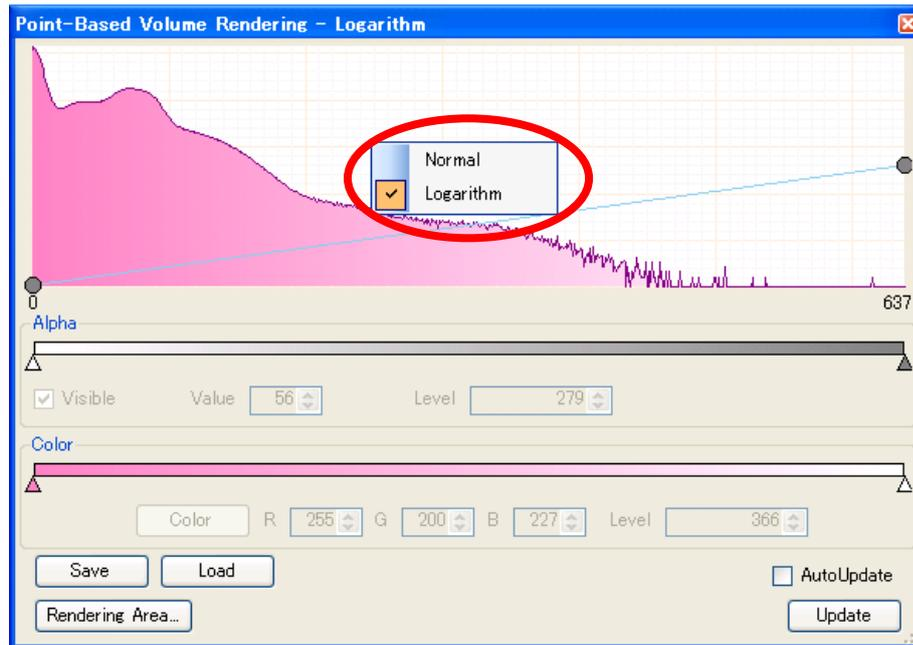 Point-Based Volume Rendering - Logarithm
Normal
Logarithm
0
637
Alpha
Visible Value 56 Level 279
Color
Color R 255 G 200 B 227 Level 366
Save Load
AutoUpdate
Rendering Area... Update